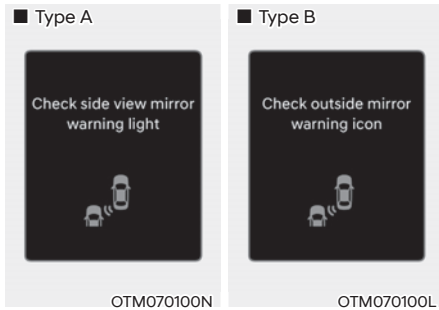 ■ Type A
Check side view mirror
warning light
OTM070100N
■ Type B
Check outside mirror
warning icon
OTM070100L